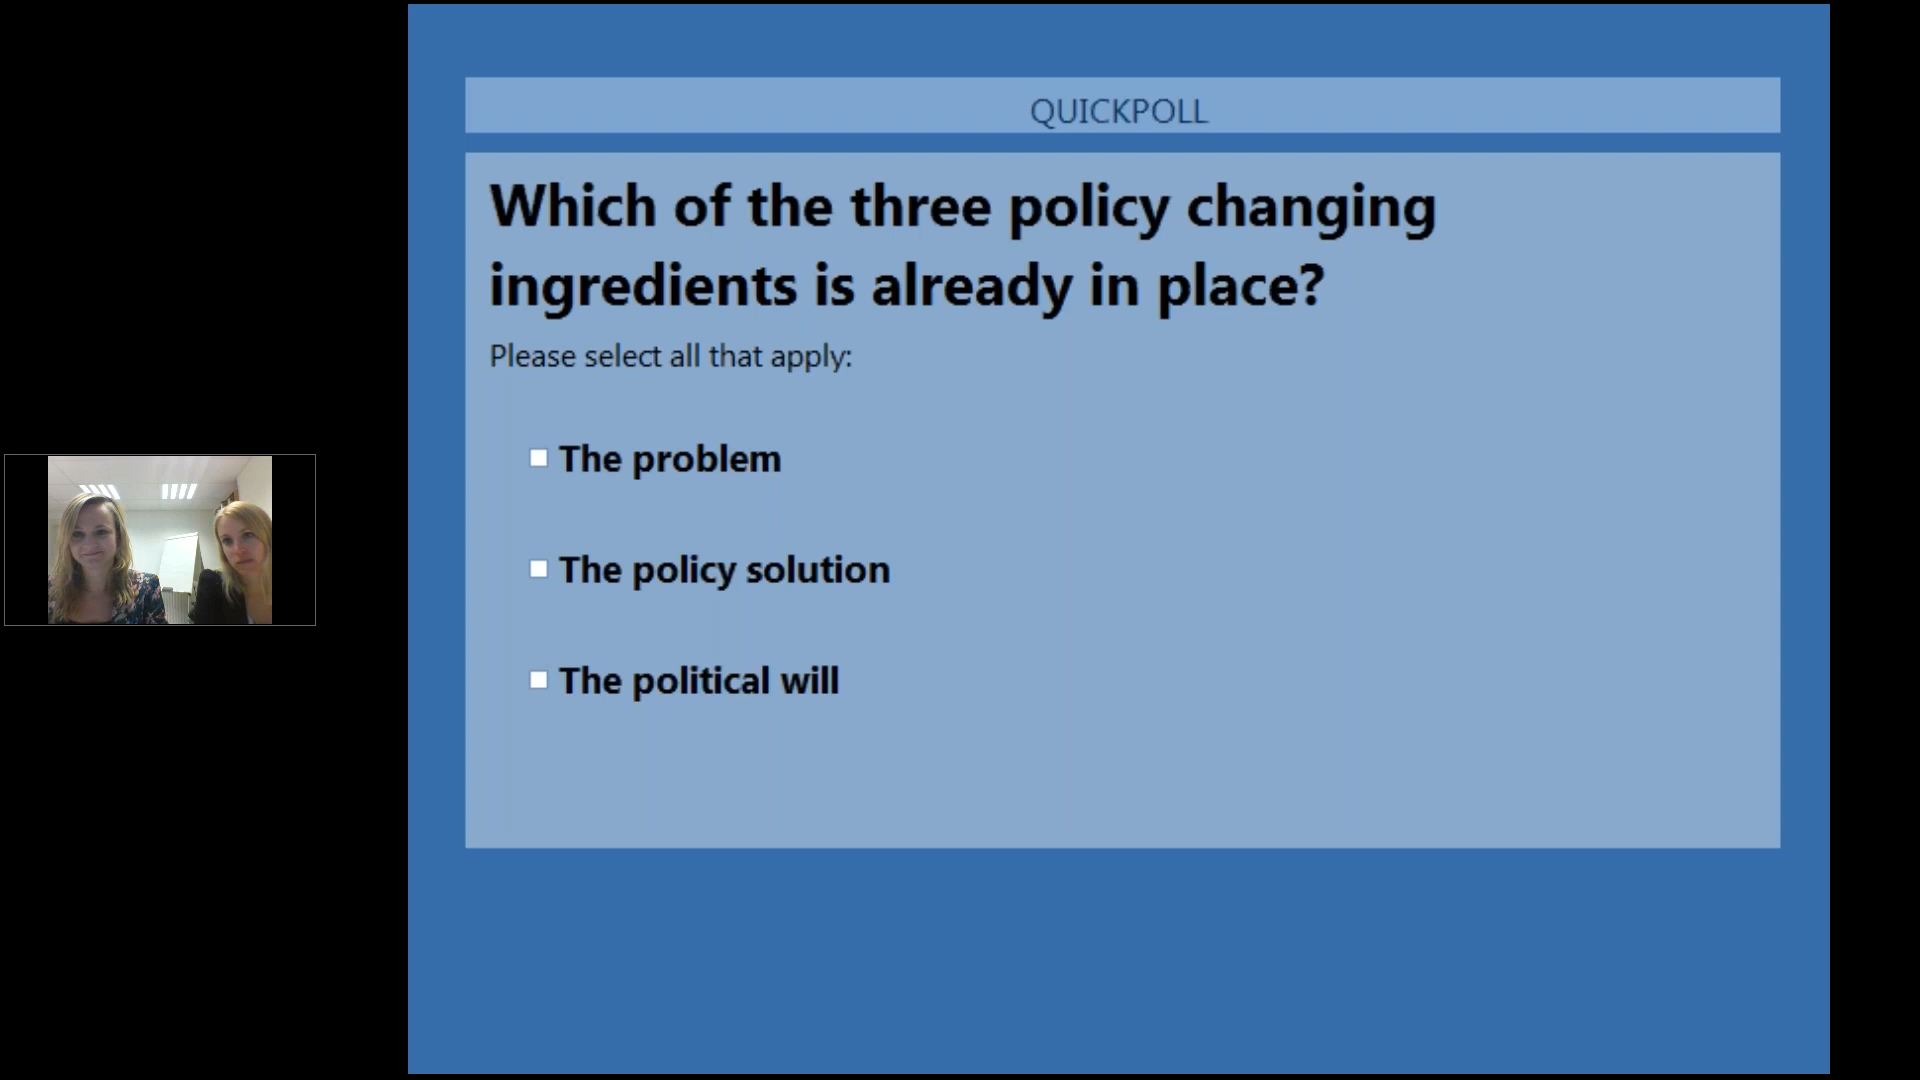 QUICKPOLL
Which of the three policy changing
ingredients is already in place?
Please select all that apply:
The problem
The policy solution
The political will